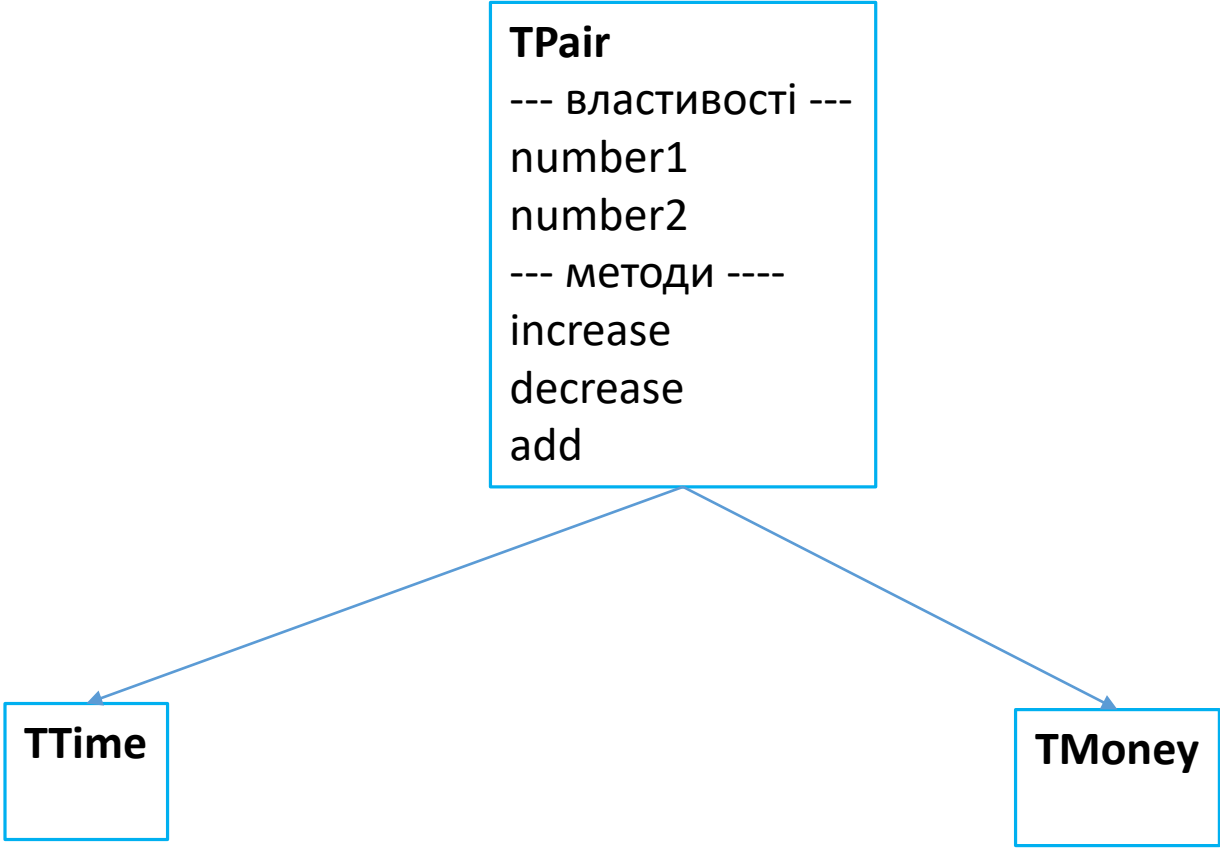 TPair
--- властивості ---
number1
number2
--- методи ----
increase
decrease
add
TTime
TMoney